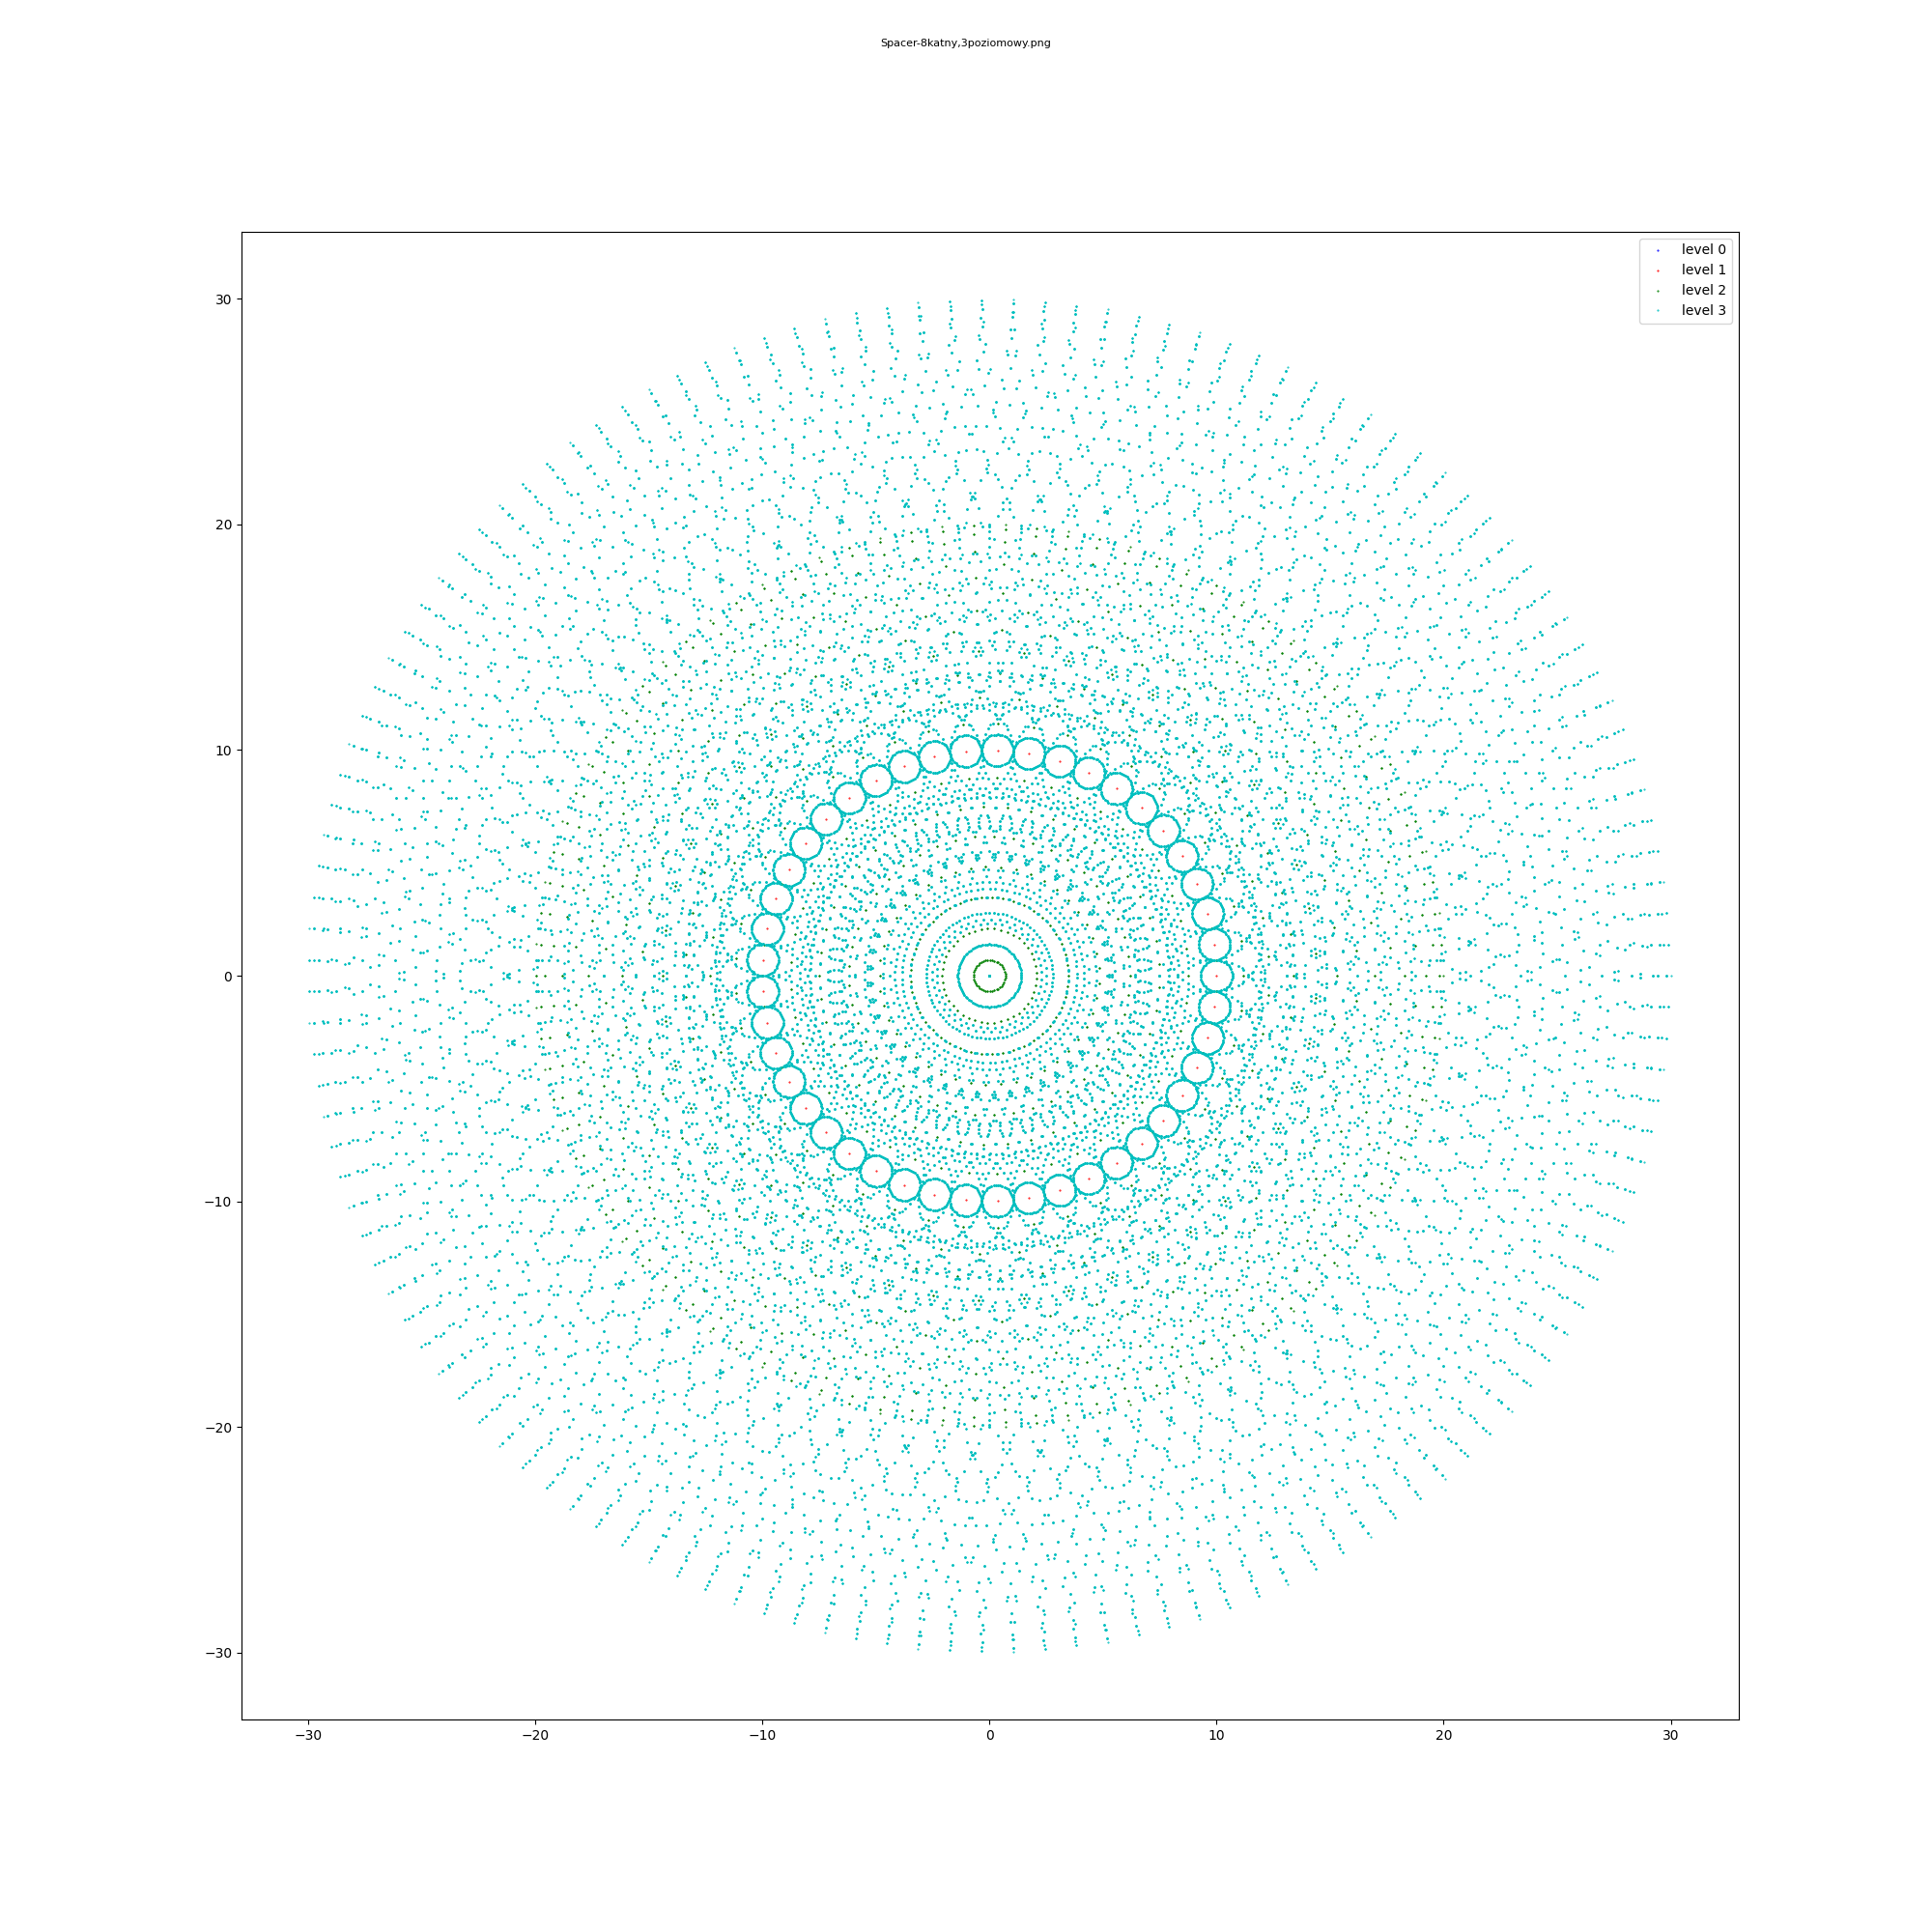 Spacer-8katny,3poziomowy.png
level 0
level 1
level 2
level 3
30
20
10
0
−10
−20
−30
−30 −20 −10 0 10 20 30